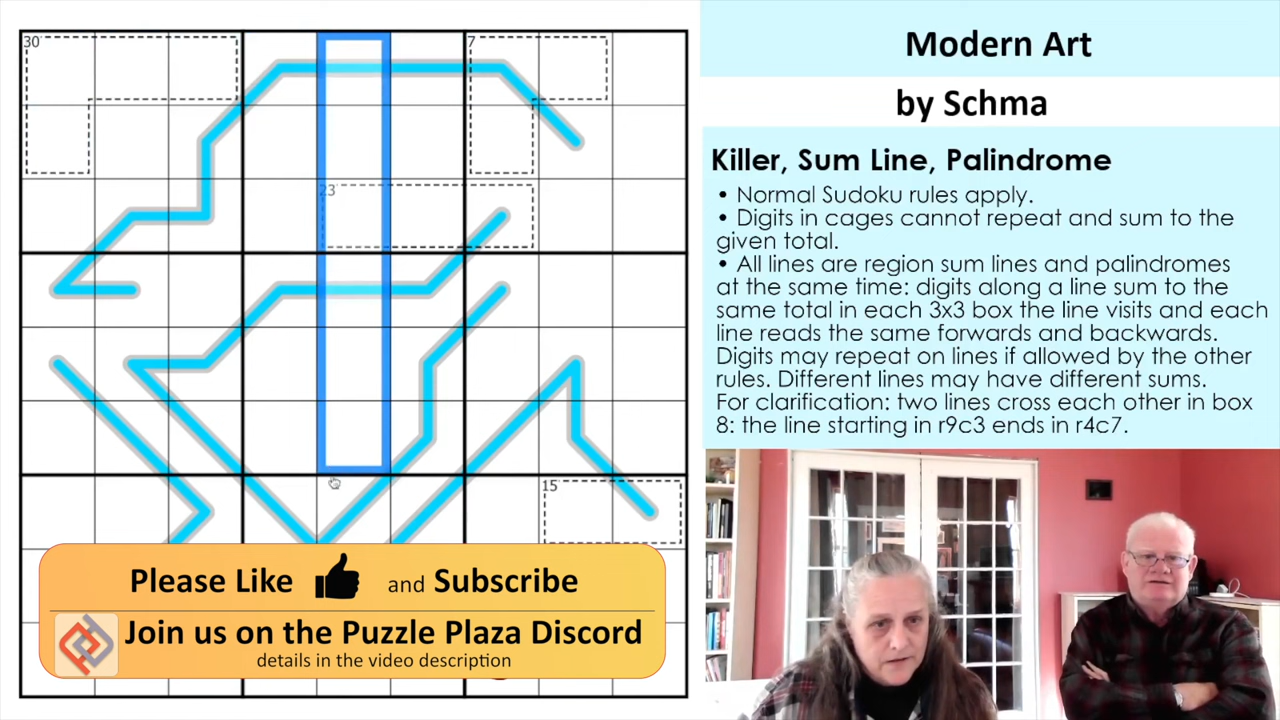 30
7
23
15
Modern Art
by Schma
Killer, Sum Line, Palindrome
• Normal Sudoku rules apply.
• Digits in cages cannot repeat and sum to the
given total.
• All lines are region sum lines and palindromes
at the same time: digits along a line sum to the
same total in each 3x3 box the line visits and each
line reads the same forwards and backwards.
Digits may repeat on lines if allowed by the other
rules. Different lines may have different sums.
For clarification: two lines cross each other in box
8: the line starting in r9c3 ends in r4c7.
Please Like and Subscribe
Join us on the Puzzle Plaza Discord
details in the video description